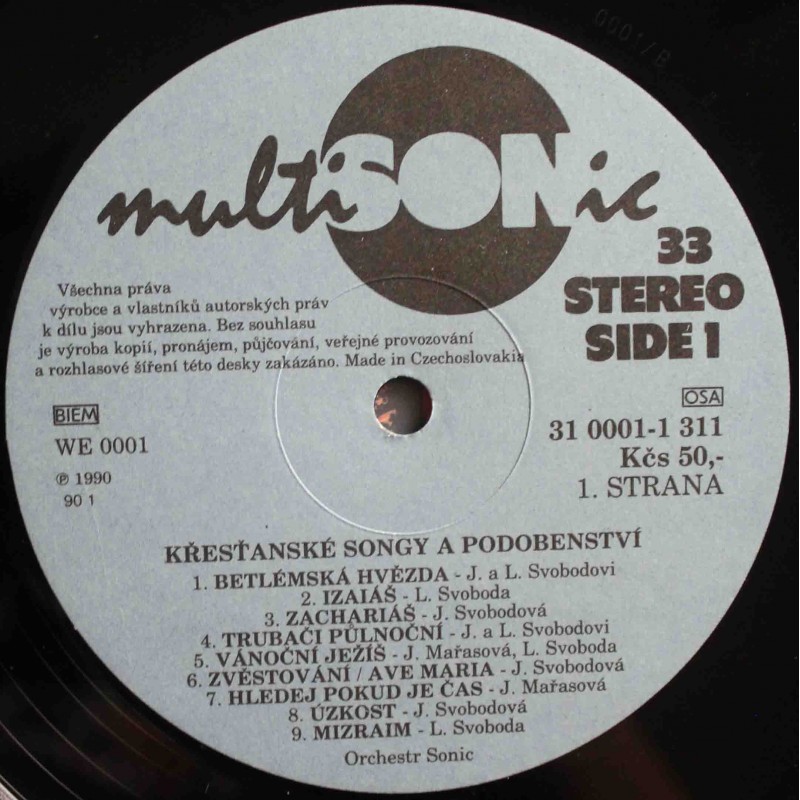 multiSONic
33
STEREO
SIDE 1
Všechna práva
výrobce a vlastníků autorských práv
k dílu jsou vyhrazena. Bez souhlasu
je výroba kopií, pronájem, půjčování, veřejné provozování
a rozhlasové šíření této desky zakázáno. Made in Czechoslovakia
BIEM
WE 0001
℗ 1990
90 1
OSA
31 0001-1 311
Kčs 50,-
1. STRANA
KŘESŤANSKÉ SONGY A PODOBENSTVÍ
1. BETLÉMSKÁ HVĚZDA - J. a L. Svobodovi
2. IZAIÁŠ - L. Svoboda
3. ZACHARIÁŠ - J. Svobodová
4. TRUBAČI PŮLNOČNÍ - J. a L. Svobodovi
5. VÁNOČNÍ JEŽÍŠ - J. Mařasová, L. Svoboda
6. ZVĚSTOVÁNÍ / AVE MARIA - J. Svobodová
7. HLEDEJ POKUD JE ČAS - J. Mařasová
8. ÚZKOST - J. Svobodová
9. MIZRAIM - L. Svoboda
Orchestr Sonic